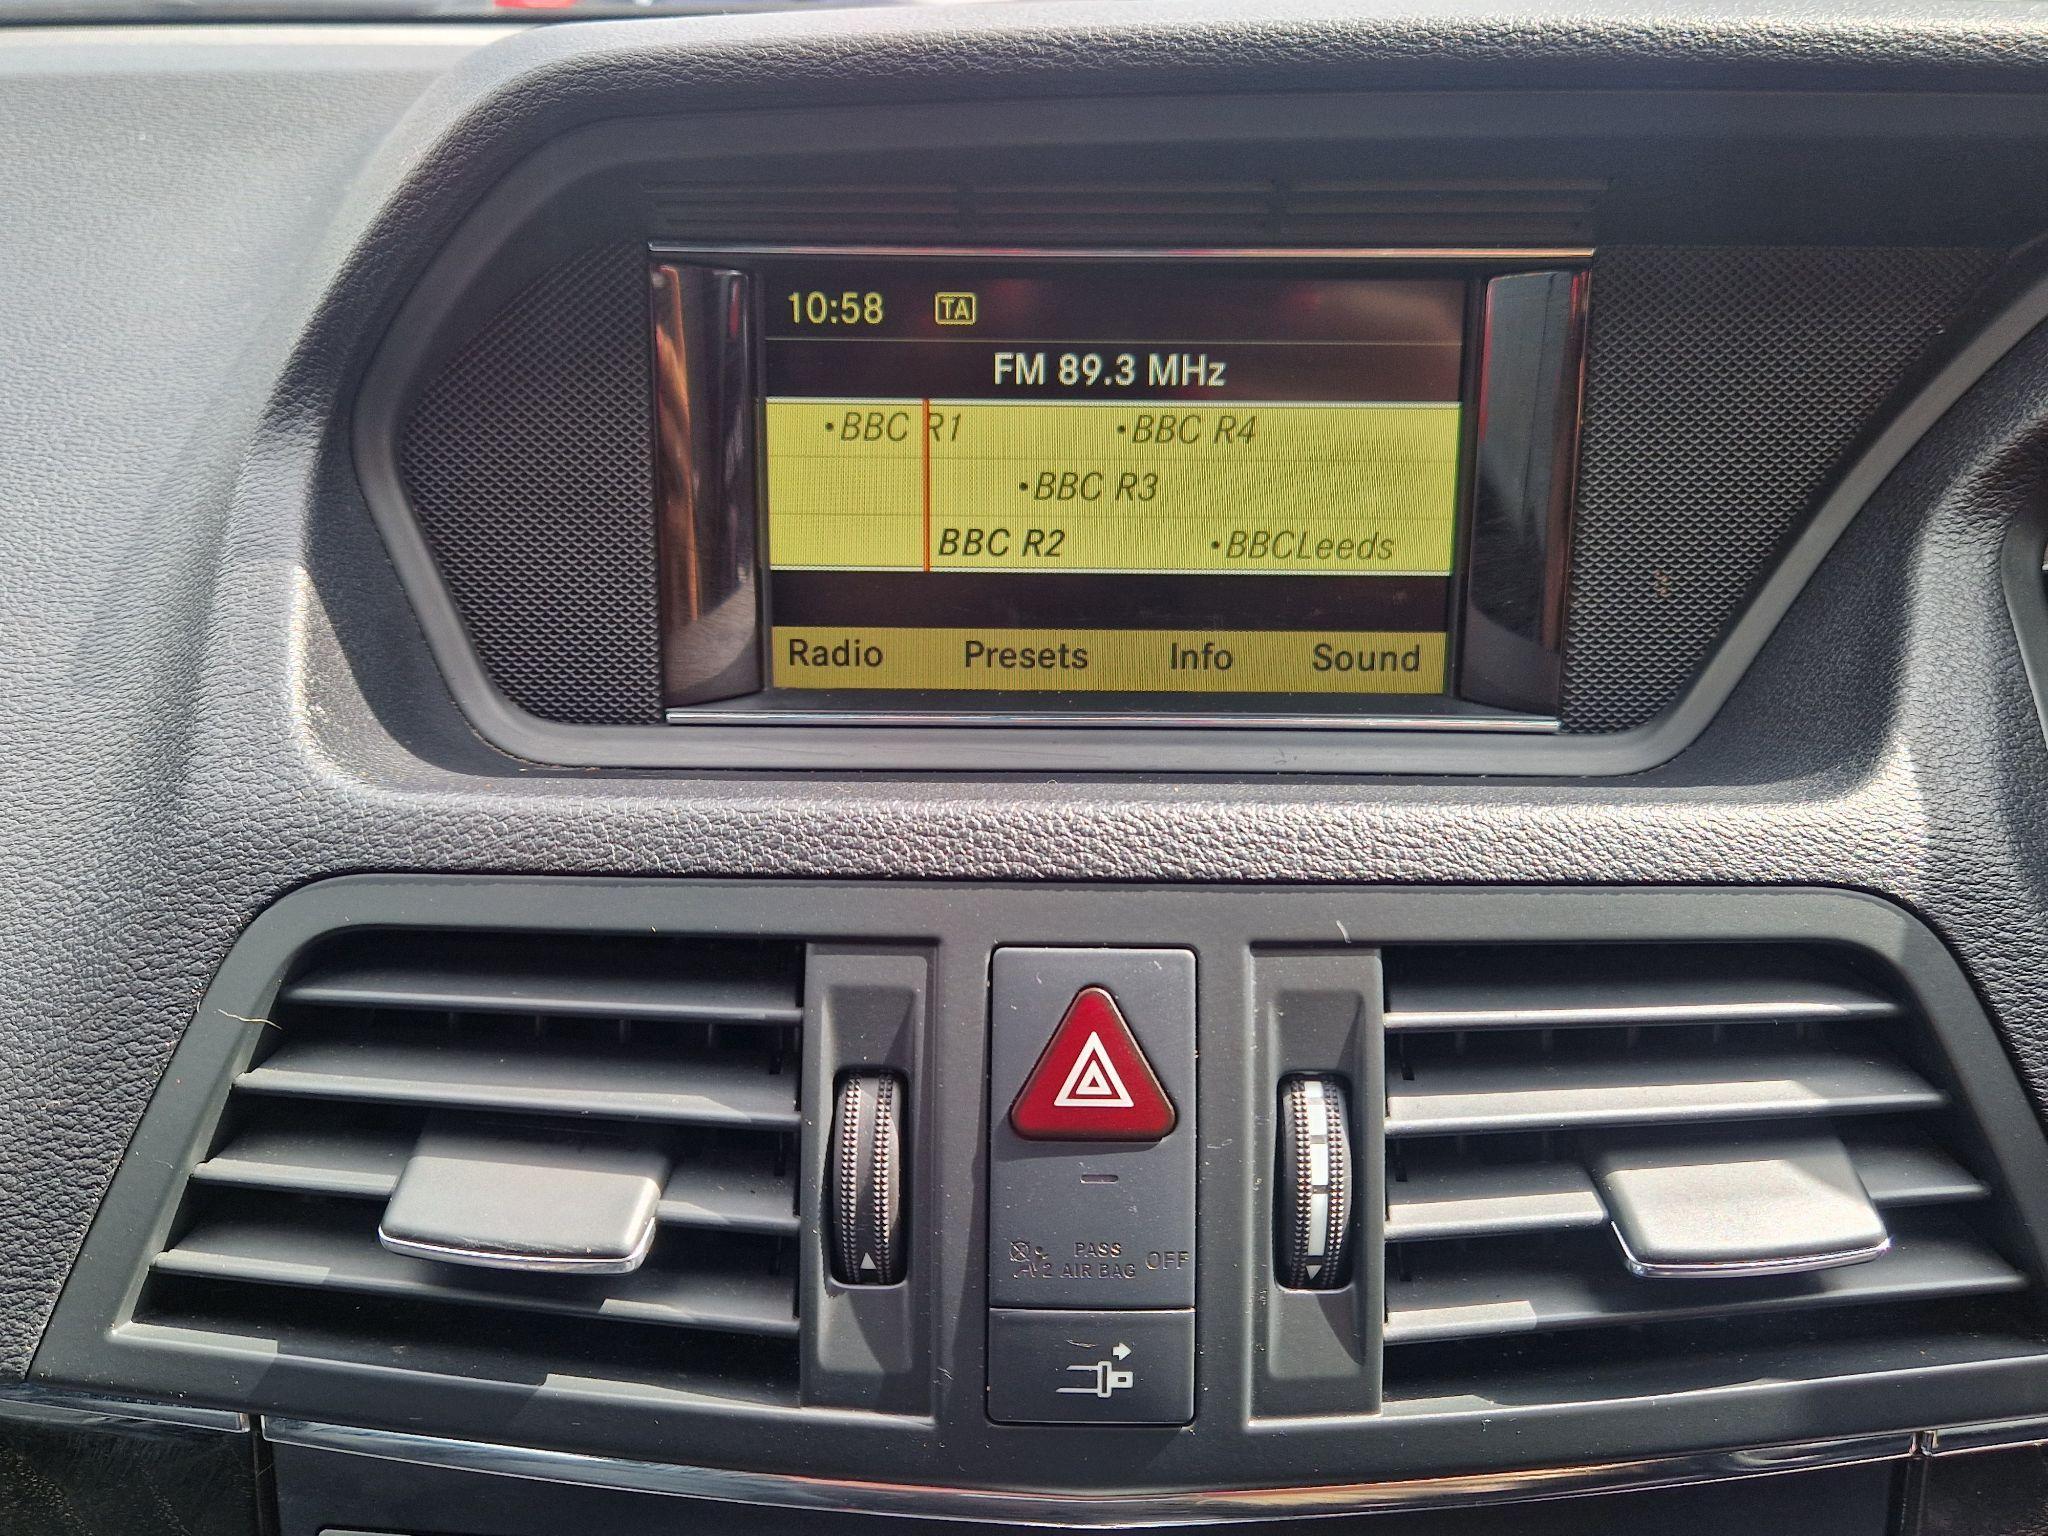 10:58 TA
FM 89.3 MHz
•BBC R1 •BBC R4
•BBC R3
BBC R2 •BBCLeeds
Radio Presets Info Sound
PASS
2 AIR BAG OFF